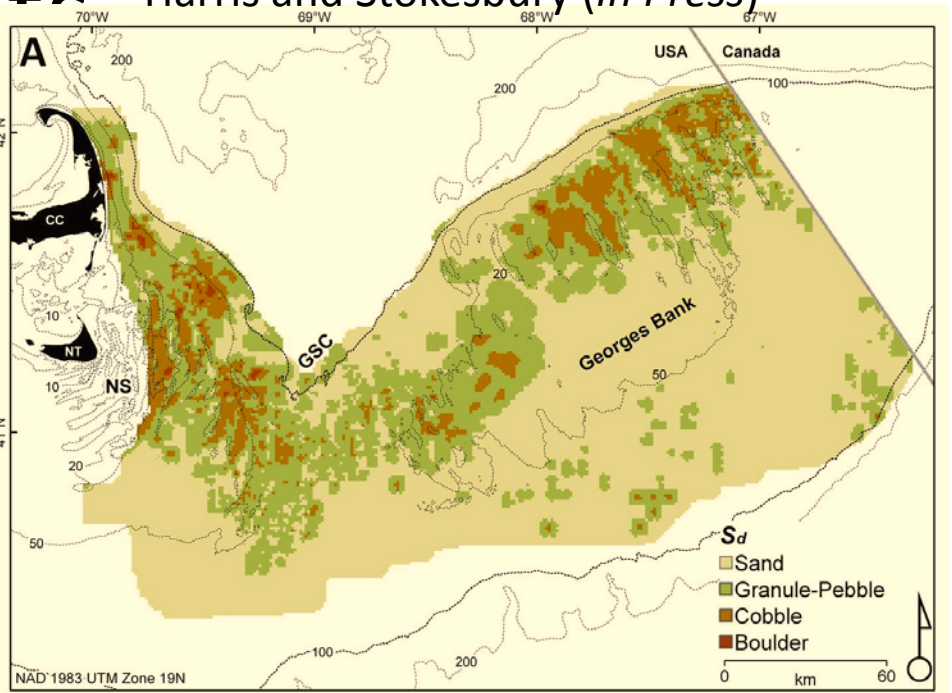 Harris and Stokesbury (In Press)
70°W 69°W 68°W 67°W
A
USA Canada
200
200
100
CC
20
10
GSC
Georges Bank
NT
10
NS
50
20
50
Sd
Sand
Granule-Pebble
Cobble
Boulder
100
200
0 60
km
NAD 1983 UTM Zone 19N